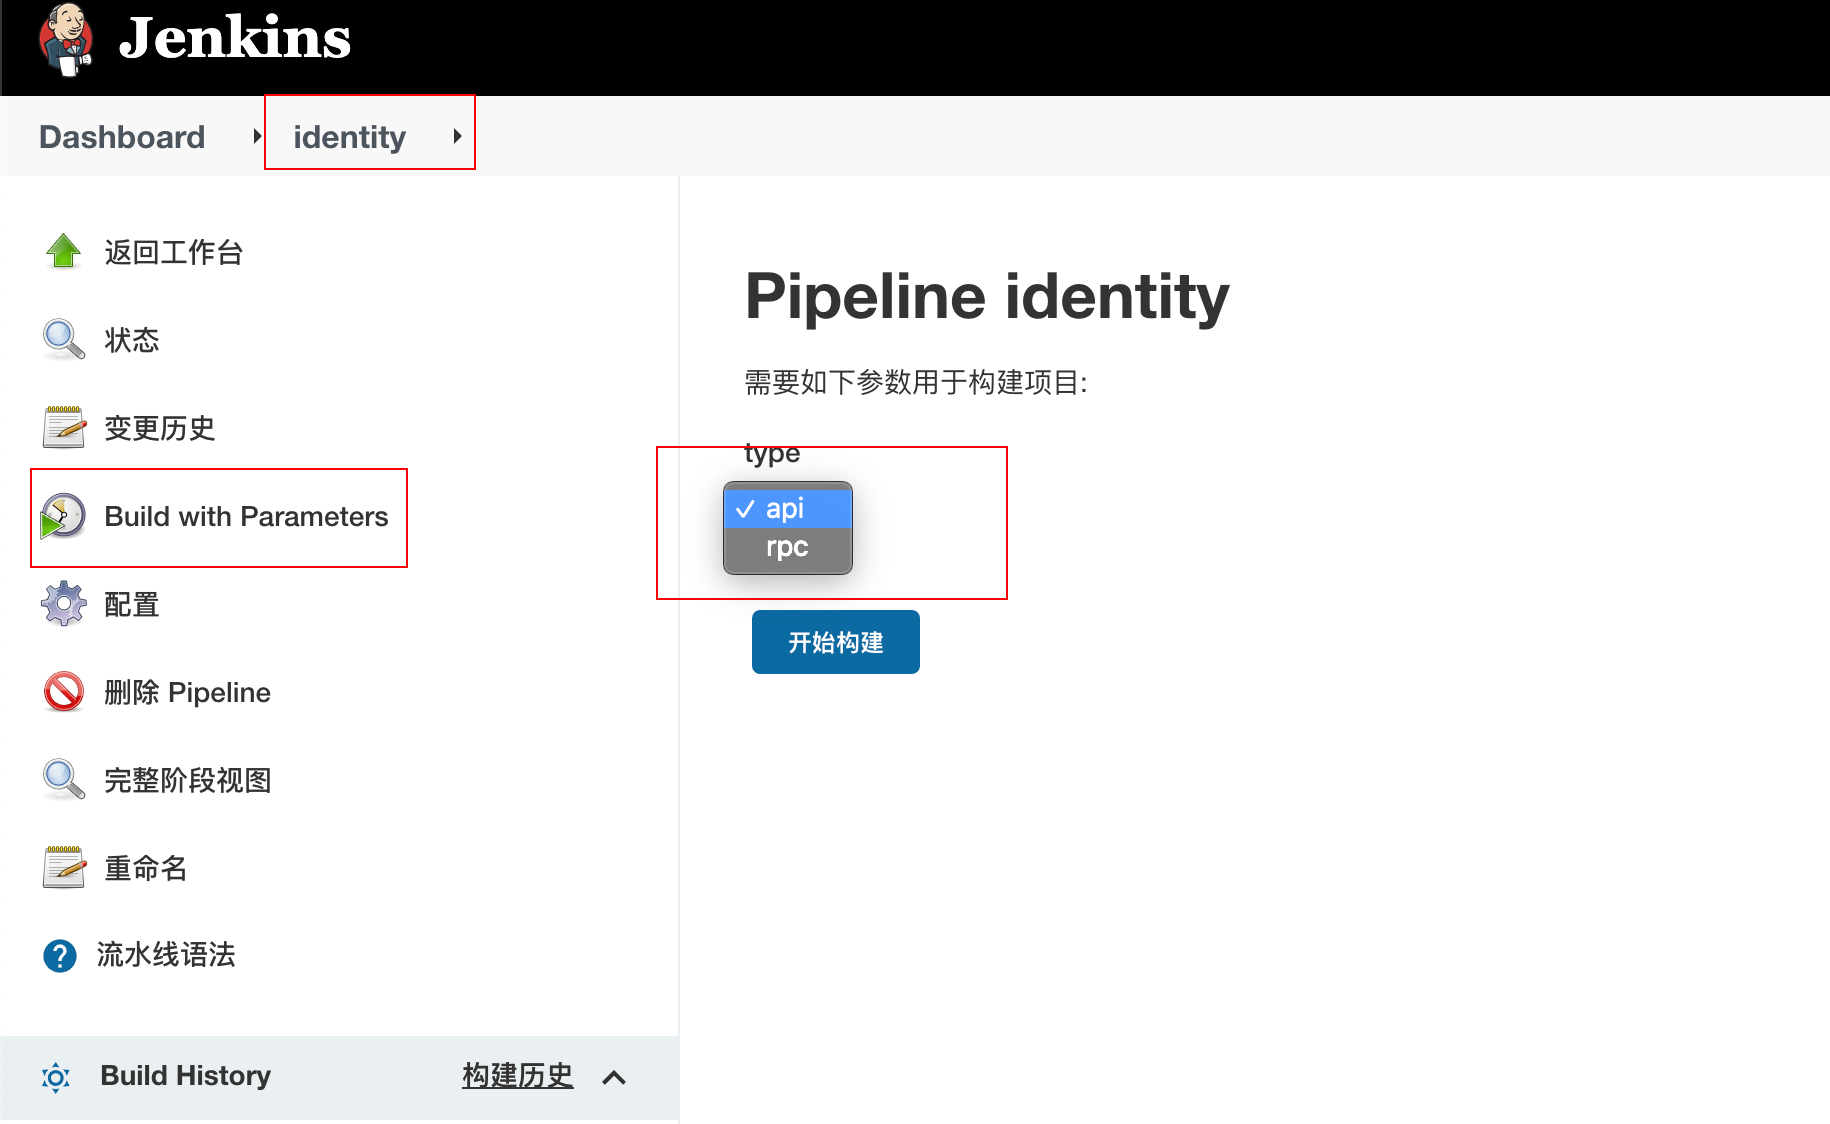 Jenkins
Dashboard
identity
返回工作台
状态
变更历史
Build with Parameters
配置
删除 Pipeline
完整阶段视图
重命名
流水线语法
Build History
构建历史
Pipeline identity
需要如下参数用于构建项目:
type
api
rpc
开始构建